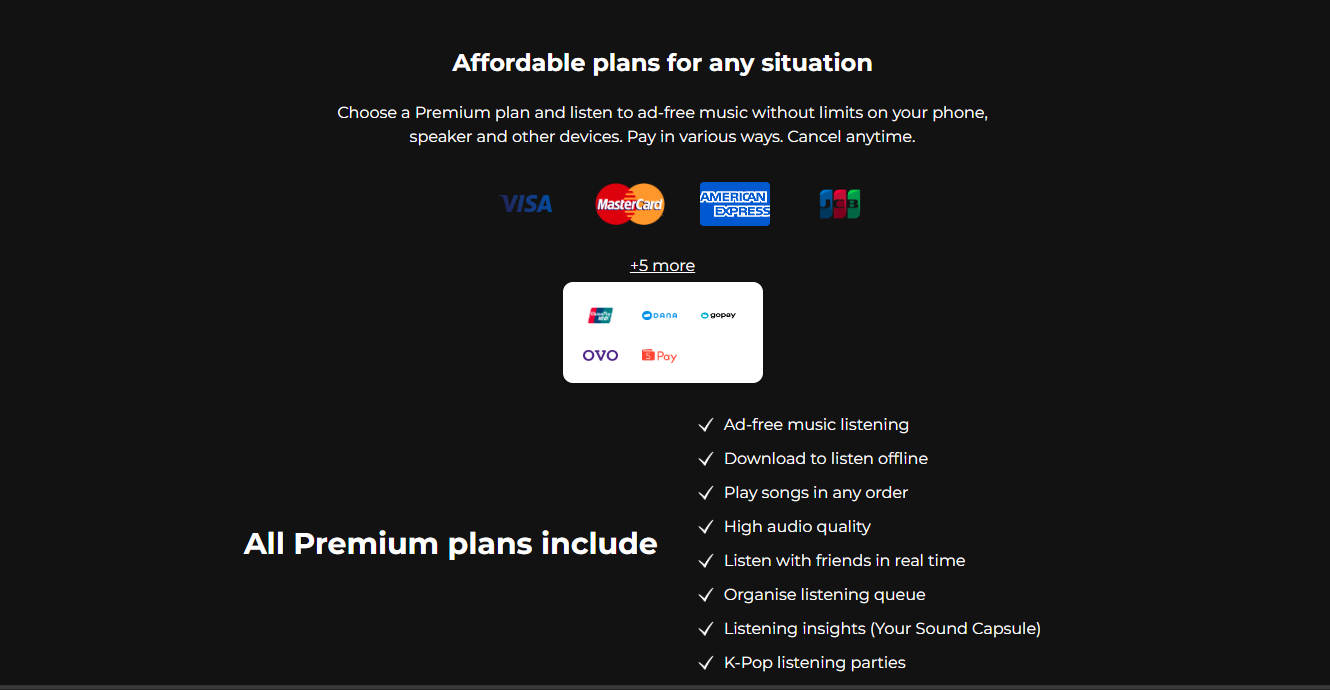 Affordable plans for any situation
Choose a Premium plan and listen to ad-free music without limits on your phone,
speaker and other devices. Pay in various ways. Cancel anytime.
VISA MasterCard AMERICAN EXPRESS JCB
+5 more
UnionPay 银联 DANA gopay
OVO S Pay
All Premium plans include
Ad-free music listening
Download to listen offline
Play songs in any order
High audio quality
Listen with friends in real time
Organise listening queue
Listening insights (Your Sound Capsule)
K-Pop listening parties